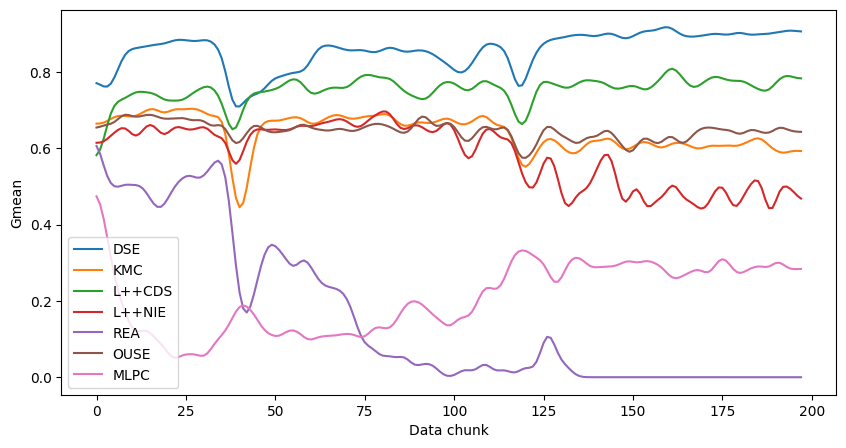 Gmean
0.8
0.6
0.4
0.2
0.0
DSE
KMC
L++CDS
L++NIE
REA
OUSE
MLPC
0 25 50 75 100 125 150 175 200
Data chunk